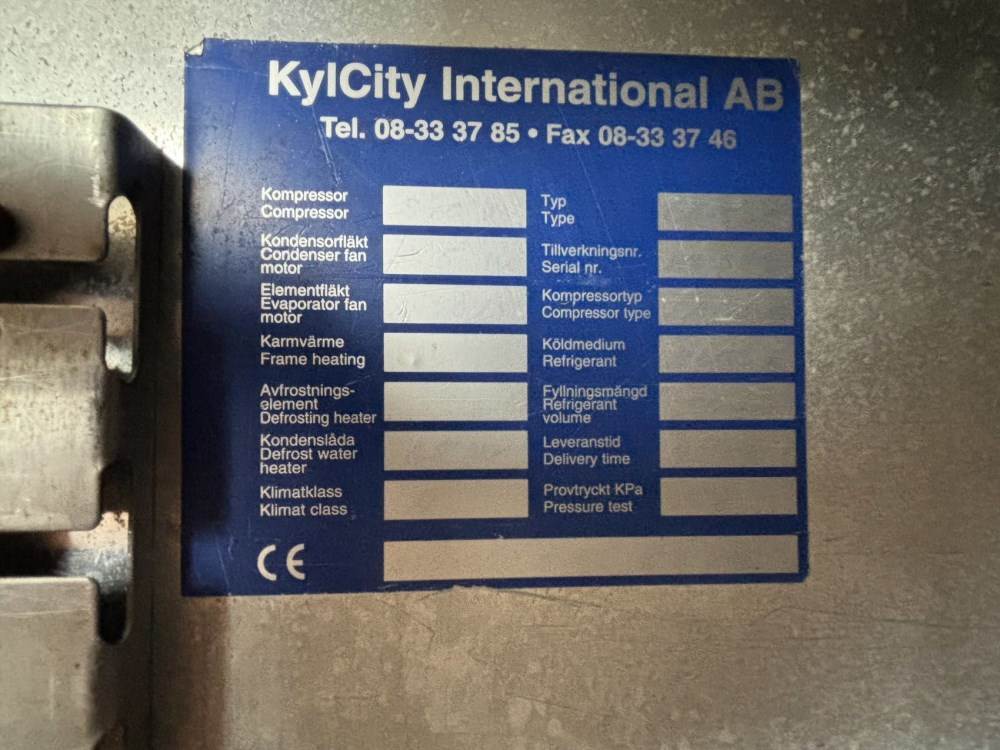 KylCity International AB
Tel. 08-33 37 85 • Fax 08-33 37 46
Kompressor
Compressor
Kondensorfläkt
Condenser fan
motor
Elementfläkt
Evaporator fan
motor
Karmvärme
Frame heating
Avfrostnings-
element
Defrosting heater
Kondenslåda
Defrost water
heater
Klimatklass
Klimat class
Typ
Type
Tillverkningsnr.
Serial nr.
Kompressortyp
Compressor type
Köldmedium
Refrigerant
Fyllningsmängd
Refrigerant
volume
Leveranstid
Delivery time
Provtryckt KPa
Pressure test
CE